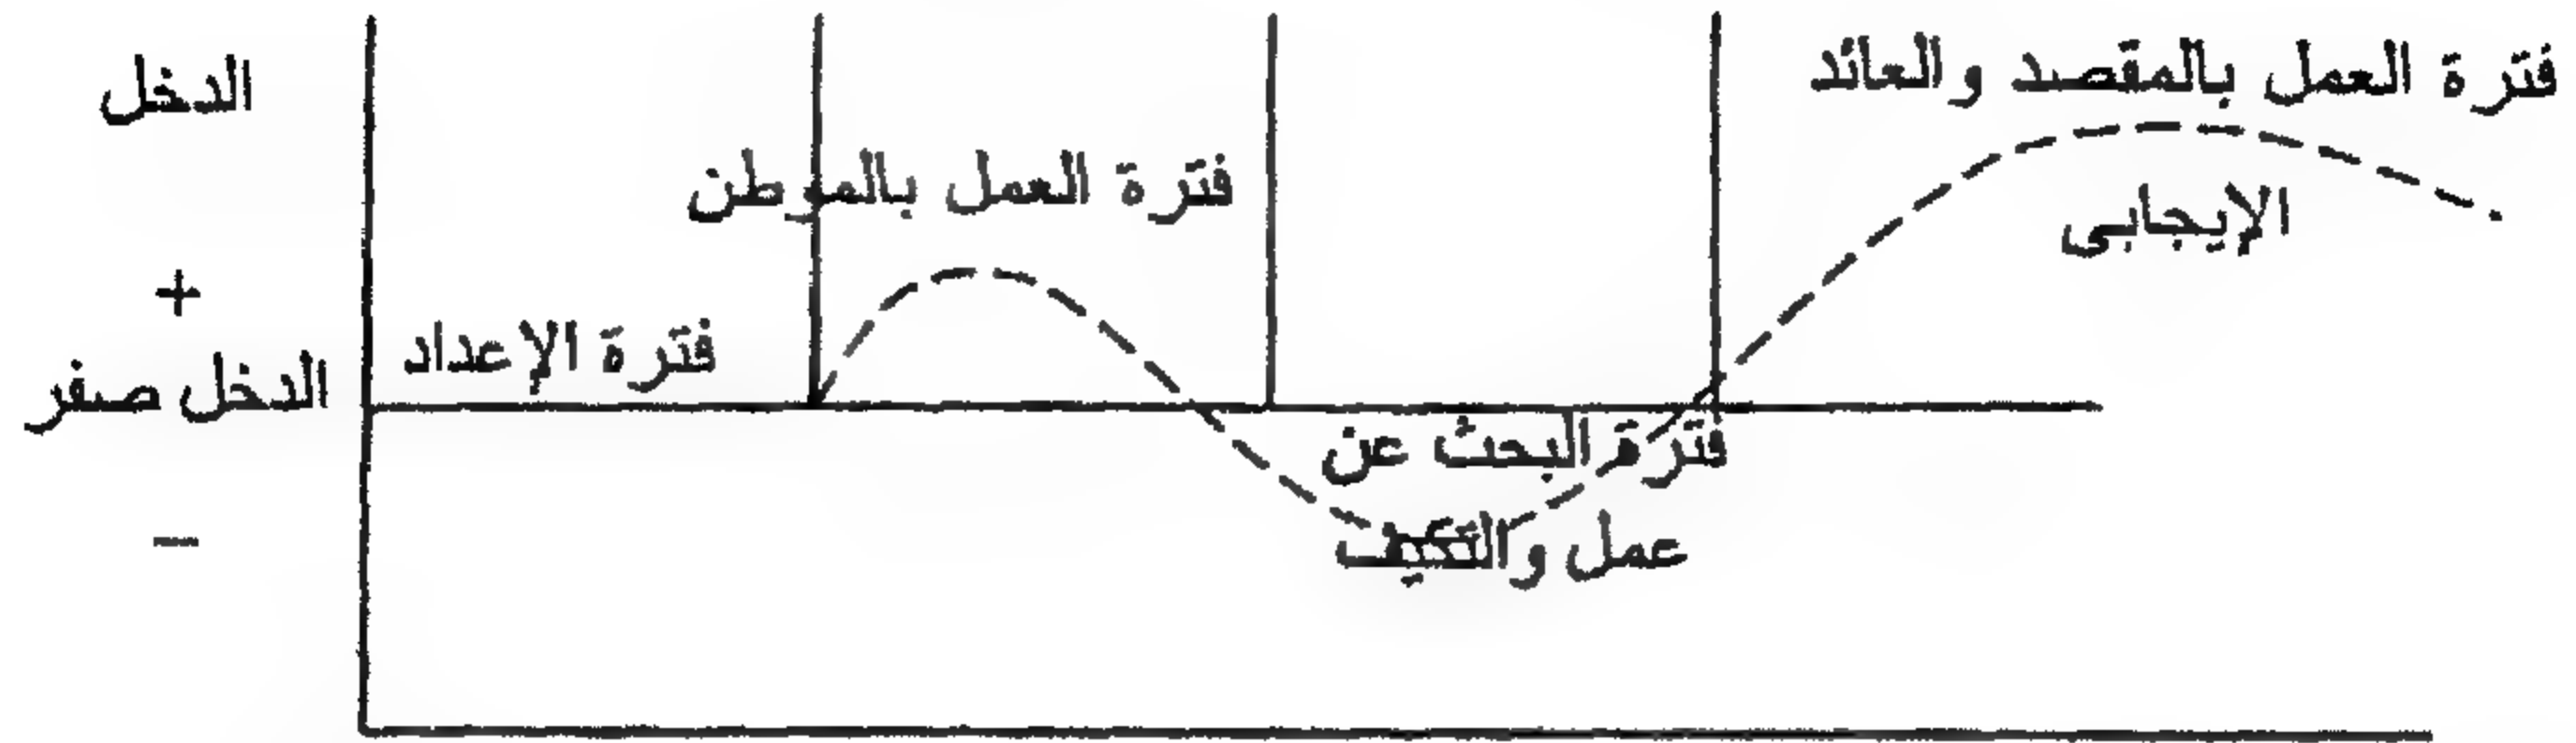 الدخل
+
الدخل صفر
–
فترة الإعداد
فترة العمل بالموطن
فترة البحث عن
عمل والتكيف
فترة العمل بالمقصد والعائد
الإيجابى